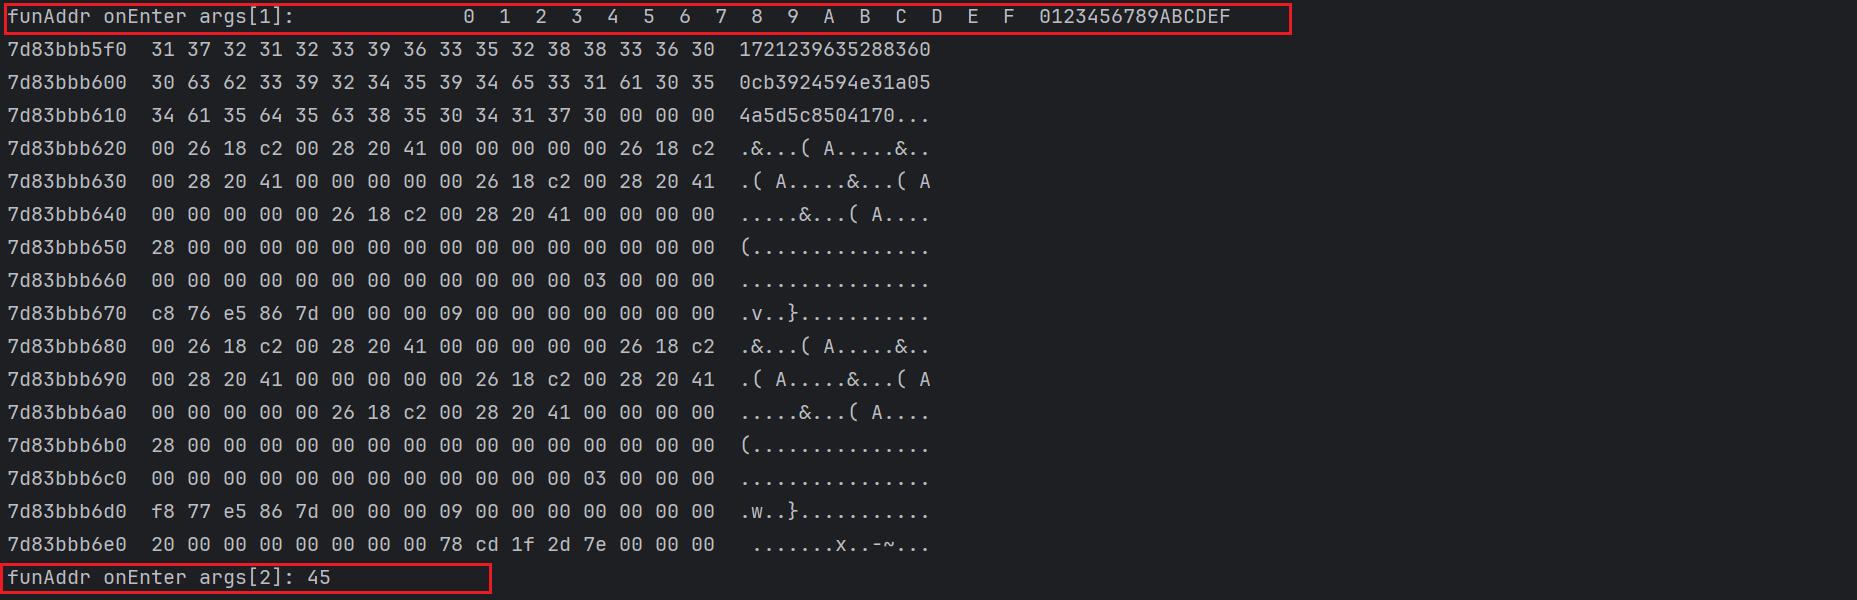 funAddr onEnter args[1]:              0  1  2  3  4  5  6  7  8  9  A  B  C  D  E  F  0123456789ABCDEF
7d83bbb5f0  31 37 32 31 32 33 39 36 33 35 32 38 38 33 36 30  1721239635288360
7d83bbb600  30 63 62 33 39 32 34 35 39 34 65 33 31 61 30 35  0cb3924594e31a05
7d83bbb610  34 61 35 64 35 63 38 35 30 34 31 37 30 00 00 00  4a5d5c8504170...
7d83bbb620  00 26 18 c2 00 28 20 41 00 00 00 00 00 26 18 c2  .&...( A.....&..
7d83bbb630  00 28 20 41 00 00 00 00 00 26 18 c2 00 28 20 41  .( A.....&...( A
7d83bbb640  00 00 00 00 00 26 18 c2 00 28 20 41 00 00 00 00  .....&...( A....
7d83bbb650  28 00 00 00 00 00 00 00 00 00 00 00 00 00 00 00  (...............
7d83bbb660  00 00 00 00 00 00 00 00 00 00 00 00 03 00 00 00  ................
7d83bbb670  c8 76 e5 86 7d 00 00 00 09 00 00 00 00 00 00 00  .v..}...........
7d83bbb680  00 26 18 c2 00 28 20 41 00 00 00 00 00 26 18 c2  .&...( A.....&..
7d83bbb690  00 28 20 41 00 00 00 00 00 26 18 c2 00 28 20 41  .( A.....&...( A
7d83bbb6a0  00 00 00 00 00 26 18 c2 00 28 20 41 00 00 00 00  .....&...( A....
7d83bbb6b0  28 00 00 00 00 00 00 00 00 00 00 00 00 00 00 00  (...............
7d83bbb6c0  00 00 00 00 00 00 00 00 00 00 00 00 03 00 00 00  ................
7d83bbb6d0  f8 77 e5 86 7d 00 00 00 09 00 00 00 00 00 00 00  .w..}...........
7d83bbb6e0  20 00 00 00 00 00 00 00 78 cd 1f 2d 7e 00 00 00   .......x..-~...
funAddr onEnter args[2]: 45